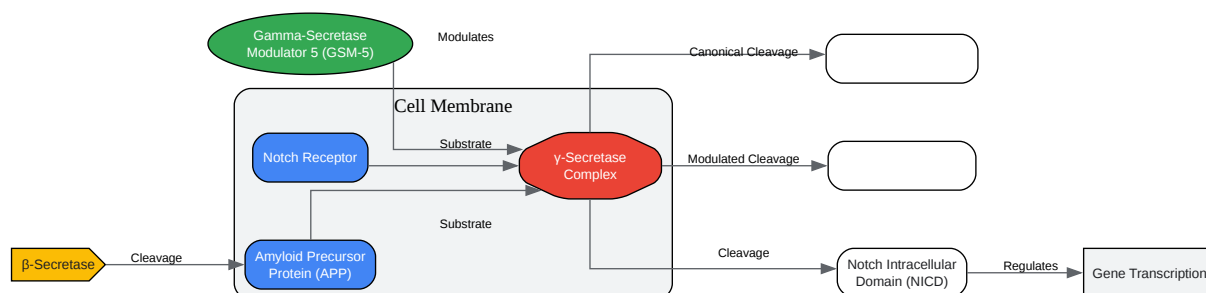 Gamma-Secretase
Modulator 5 (GSM-5)
Modulates
Canonical Cleavage
Cell Membrane
Notch Receptor
Substrate
γ-Secretase
Complex
Modulated Cleavage
Substrate
β-Secretase
Cleavage
Amyloid Precursor
Protein (APP)
Cleavage
Notch Intracellular
Domain (NICD)
Regulates
Gene Transcription